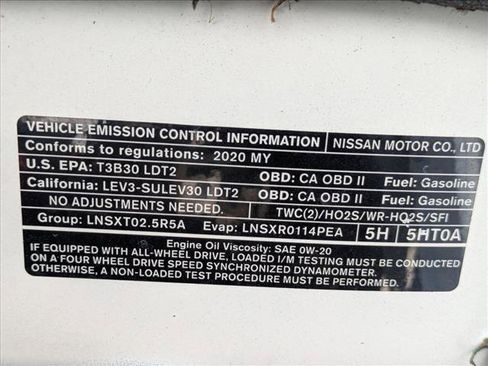 VEHICLE EMISSION CONTROL INFORMATION NISSAN MOTOR CO., LTD
Conforms to regulations: 2020 MY
U.S. EPA: T3B30 LDT2 OBD: CA OBD II Fuel: Gasoline
California: LEV3-SULEV30 LDT2 OBD: CA OBD II Fuel: Gasoline
NO ADJUSTMENTS NEEDED. TWC(2)/HO2S/WR-HO2S/SFI
Group: LNSXT02.5R5A Evap: LNSXR0114PEA 5H 5HT0A
Engine Oil Viscosity: SAE 0W-20
IF EQUIPPED WITH ALL-WHEEL DRIVE, LOADED I/M TESTING MUST BE CONDUCTED
ON A FOUR WHEEL DRIVE SPEED SYNCHRONIZED DYNAMOMETER.
OTHERWISE, A NON-LOADED TEST PROCEDURE MUST BE PERFORMED.